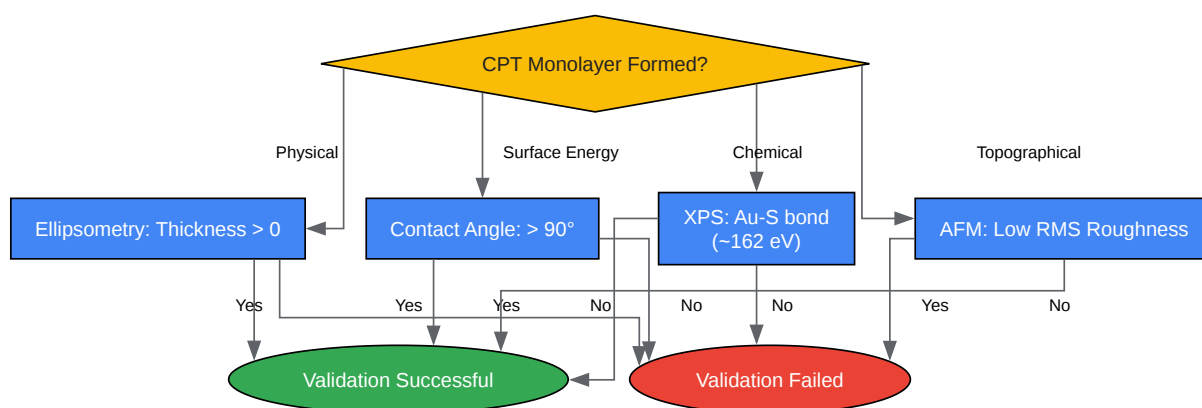 CPT Monolayer Formed?
Physical
Surface Energy
Chemical
Topographical
Ellipsometry: Thickness > 0
Contact Angle: > 90°
XPS: Au-S bond
(~162 eV)
AFM: Low RMS Roughness
Yes
Yes
Yes
No
No
No
Yes
No
Validation Successful
Validation Failed